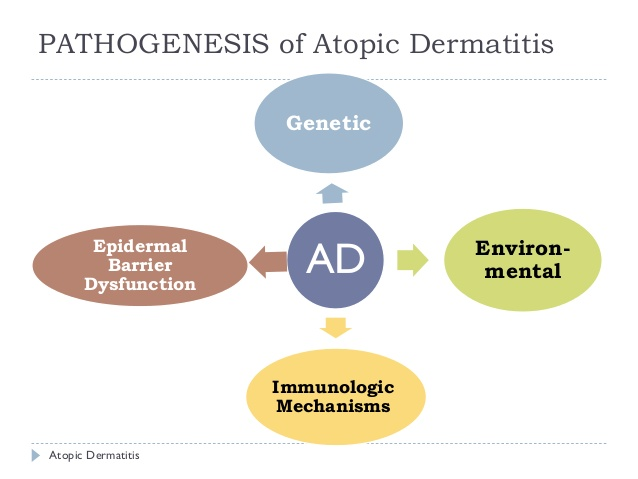 PATHOGENESIS of Atopic Dermatitis
Genetic
Epidermal
Barrier
Dysfunction
AD
Environ-
mental
Immunologic
Mechanisms
Atopic Dermatitis